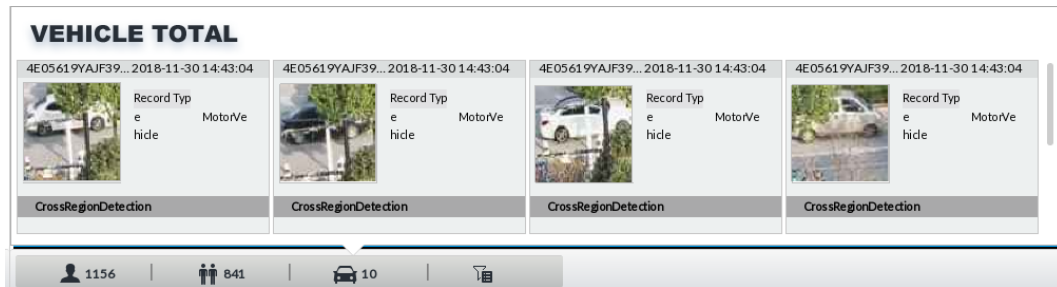 VEHICLE TOTAL
4E05619YAJF39... 2018-11-30 14:43:04
4E05619YAJF39... 2018-11-30 14:43:04
4E05619YAJF39... 2018-11-30 14:43:04
4E05619YAJF39... 2018-11-30 14:43:04
Record Typ
e MotorVe
hicle
Record Typ
e MotorVe
hicle
Record Typ
e MotorVe
hicle
Record Typ
e MotorVe
hicle
CrossRegionDetection
CrossRegionDetection
CrossRegionDetection
CrossRegionDetection
1156
841
10